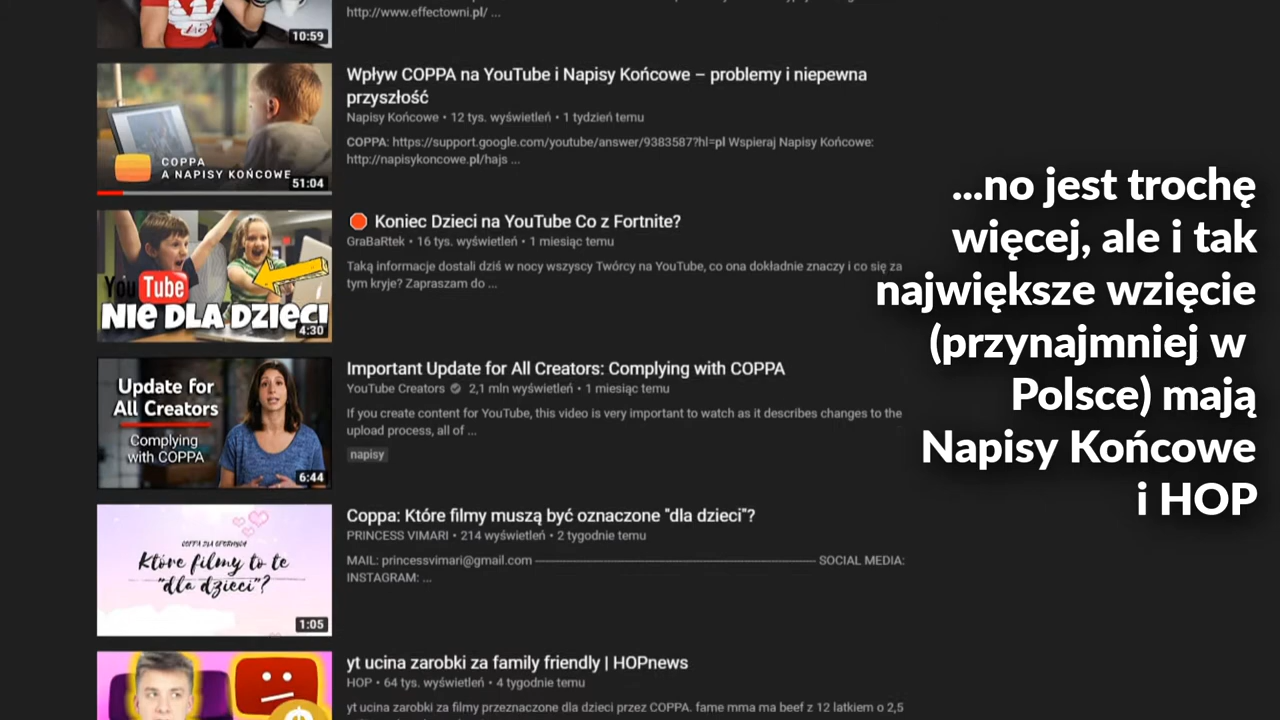 http://www.effectowni.pl/ ...
10:59
Wpływ COPPA na YouTube i Napisy Końcowe – problemy i niepewna
przyszłość
Napisy Końcowe • 12 tys. wyświetleń • 1 tydzień temu
COPPA: https://support.google.com/youtube/answer/9383587?hl=pl Wspieraj Napisy Końcowe:
http://napisykoncowe.pl/hajs ...
COPPA
A NAPISY KOŃCOWE
51:04
🛑 Koniec Dzieci na YouTube Co z Fortnite?
GraBaRtek • 16 tys. wyświetleń • 1 miesiąc temu
Taką informacje dostali dziś w nocy wszyscy Twórcy na YouTube, co ona dokładnie znaczy i co się za
tym kryje? Zapraszam do ...
YouTube
NIE DLA DZIECI
4:30
Important Update for All Creators: Complying with COPPA
YouTube Creators 2,1 mln wyświetleń • 1 miesiąc temu
If you create content for YouTube, this video is very important to watch as it describes changes to the
upload process, all of ...
napisy
Update for
All Creators
Complying
with COPPA
6:44
Coppa: Które filmy muszą być oznaczone "dla dzieci"?
PRINCESS VIMARI • 214 wyświetleń • 2 tygodnie temu
MAIL: princessvimari@gmail.com ------------------------------------------------ SOCIAL MEDIA:
INSTAGRAM: ...
COPPA DLA OPORNYCH
Które filmy to te
"dla dzieci"?
1:05
yt ucina zarobki za family friendly | HOPnews
HOP • 64 tys. wyświetleń • 4 tygodnie temu
yt ucina zarobki za filmy przeznaczone dla dzieci przez COPPA. fame mma ma beef z 12 latkiem o 2,5
...no jest trochę
więcej, ale i tak
największe wzięcie
(przynajmniej w
Polsce) mają
Napisy Końcowe
i HOP